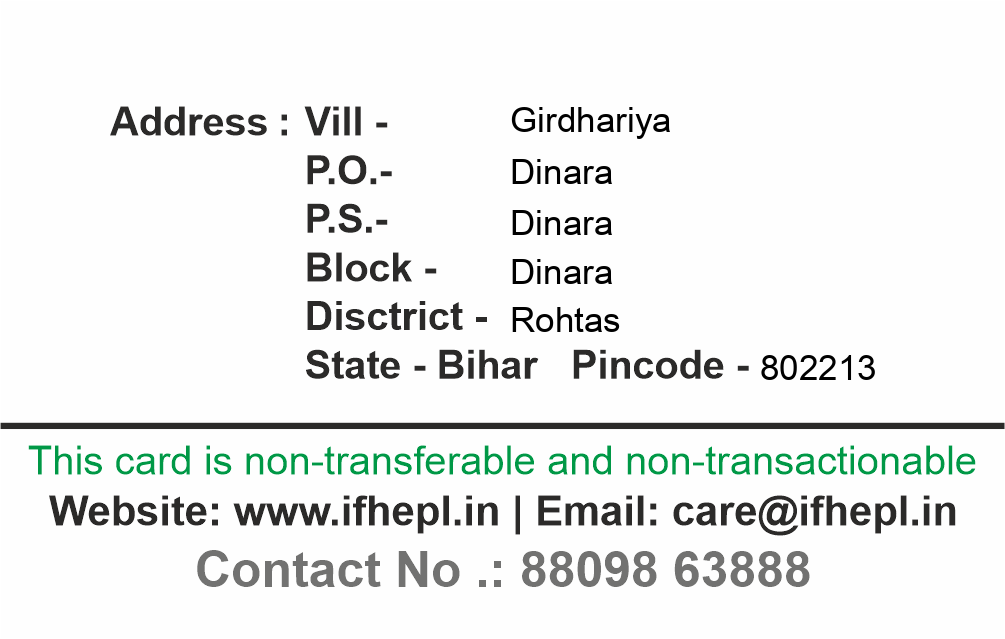 Address : Vill - Girdhariya
P.O.- Dinara
P.S.- Dinara
Block - Dinara
Disctrict - Rohtas
State - Bihar Pincode - 802213
This card is non-transferable and non-transactionable
Website: www.ifhepl.in | Email: care@ifhepl.in
Contact No .: 88098 63888